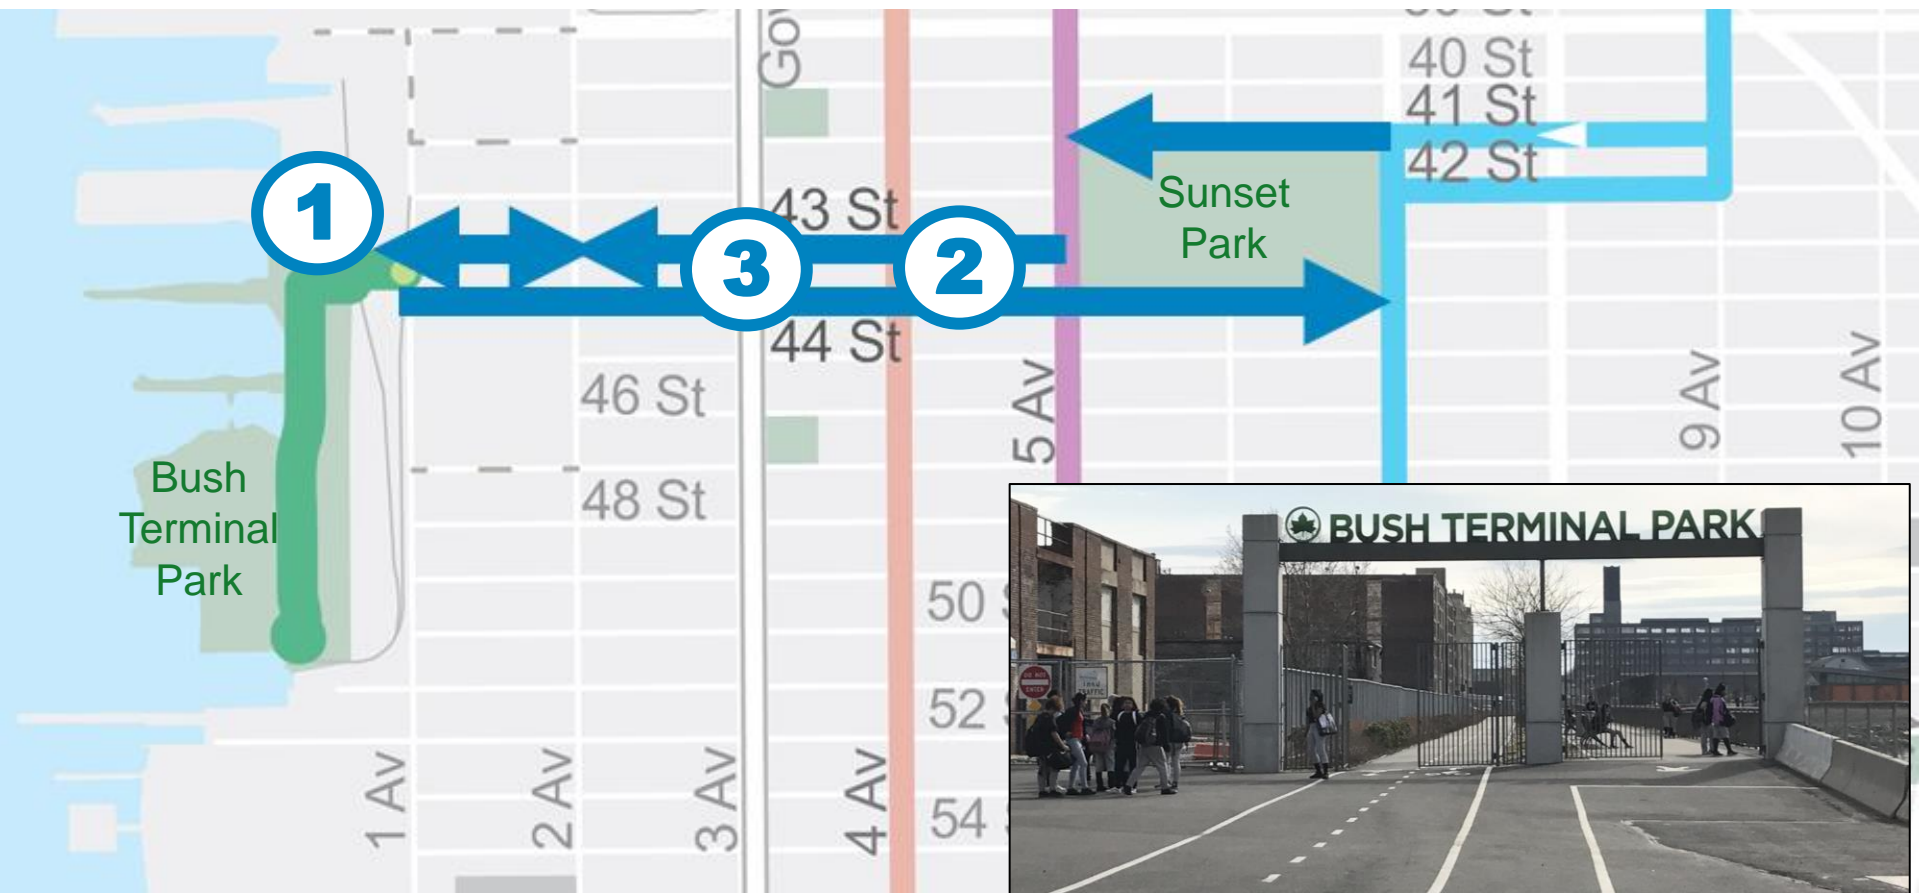 Gov
40 St
41 St
42 St
Sunset
Park
1
43 St
3
2
44 St
46 St
5 Av
9 Av
10 Av
48 St
Bush
Terminal
Park
50
52
54
1 Av
2 Av
3 Av
4 Av
BUSH TERMINAL PARK
DO NOT
ENTER
TRAFFIC